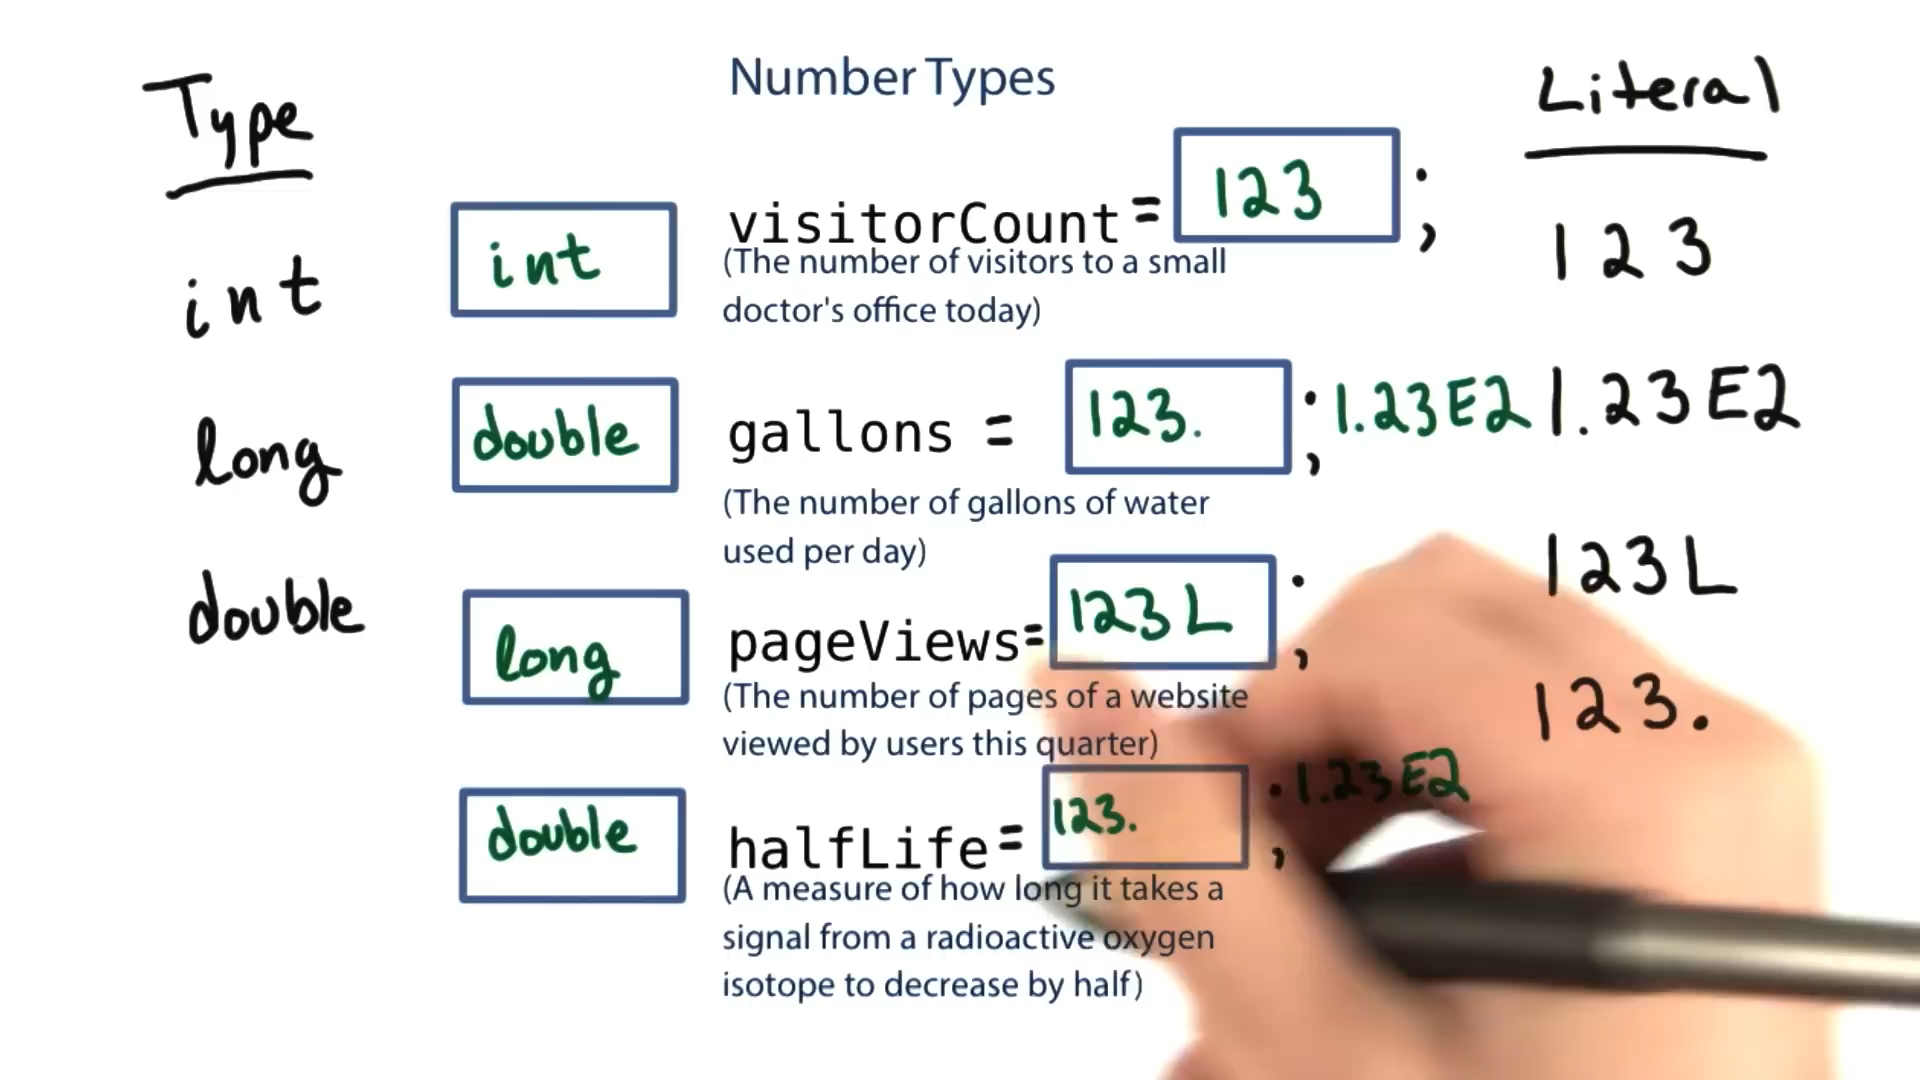 Number Types
Type
Literal
int
long
double
int visitorCount = 123 ;
(The number of visitors to a small
doctor's office today)
double gallons = 123. ; 1.23E2
(The number of gallons of water
used per day)
long pageViews= 123L ;
(The number of pages of a website
viewed by users this quarter)
double halfLife= 123. ; 1.23E2
(A measure of how long it takes a
signal from a radioactive oxygen
isotope to decrease by half)
123
1.23E2
123L
123.